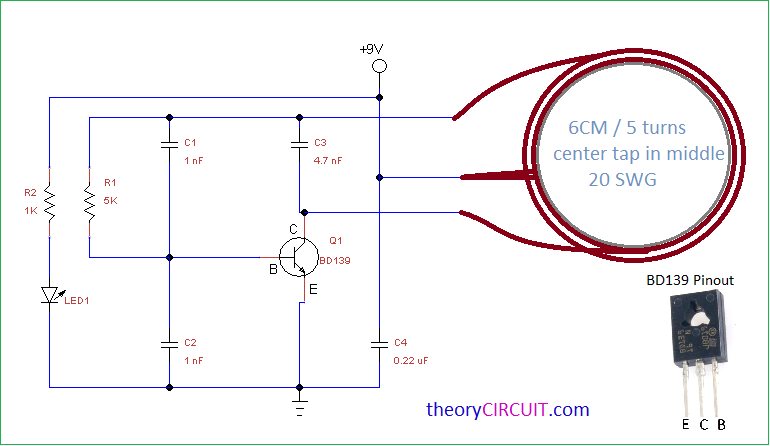 +9V
6CM / 5 turns
center tap in middle
20 SWG
C1
1 nF
C3
4.7 nF
R2
1K
R1
5K
C
Q1
BD139
B
E
LED1
C2
1 nF
C4
0.22 uF
BD139 Pinout
theoryCIRCUIT.com
E C B